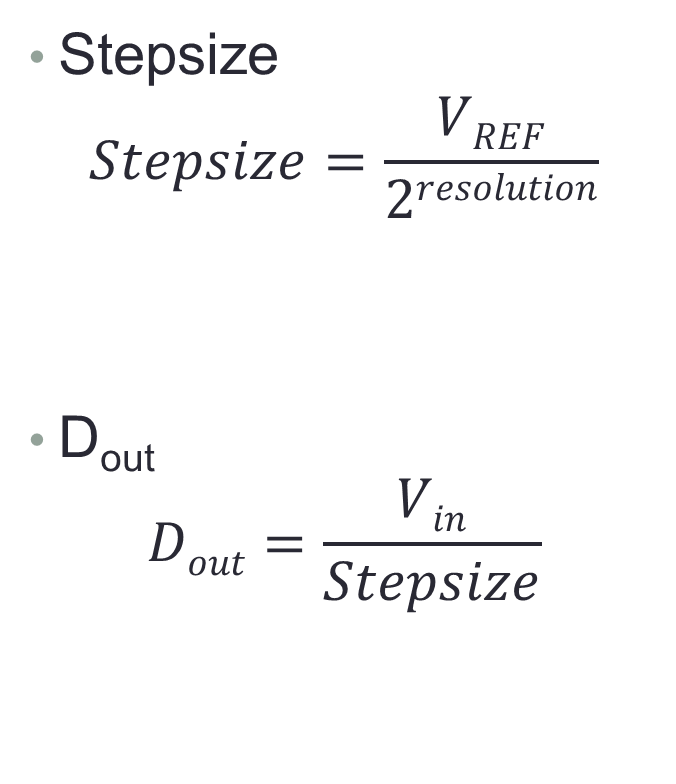 • Stepsize
Stepsize = V_REF / 2^resolution
• D_out
D_out = V_in / Stepsize